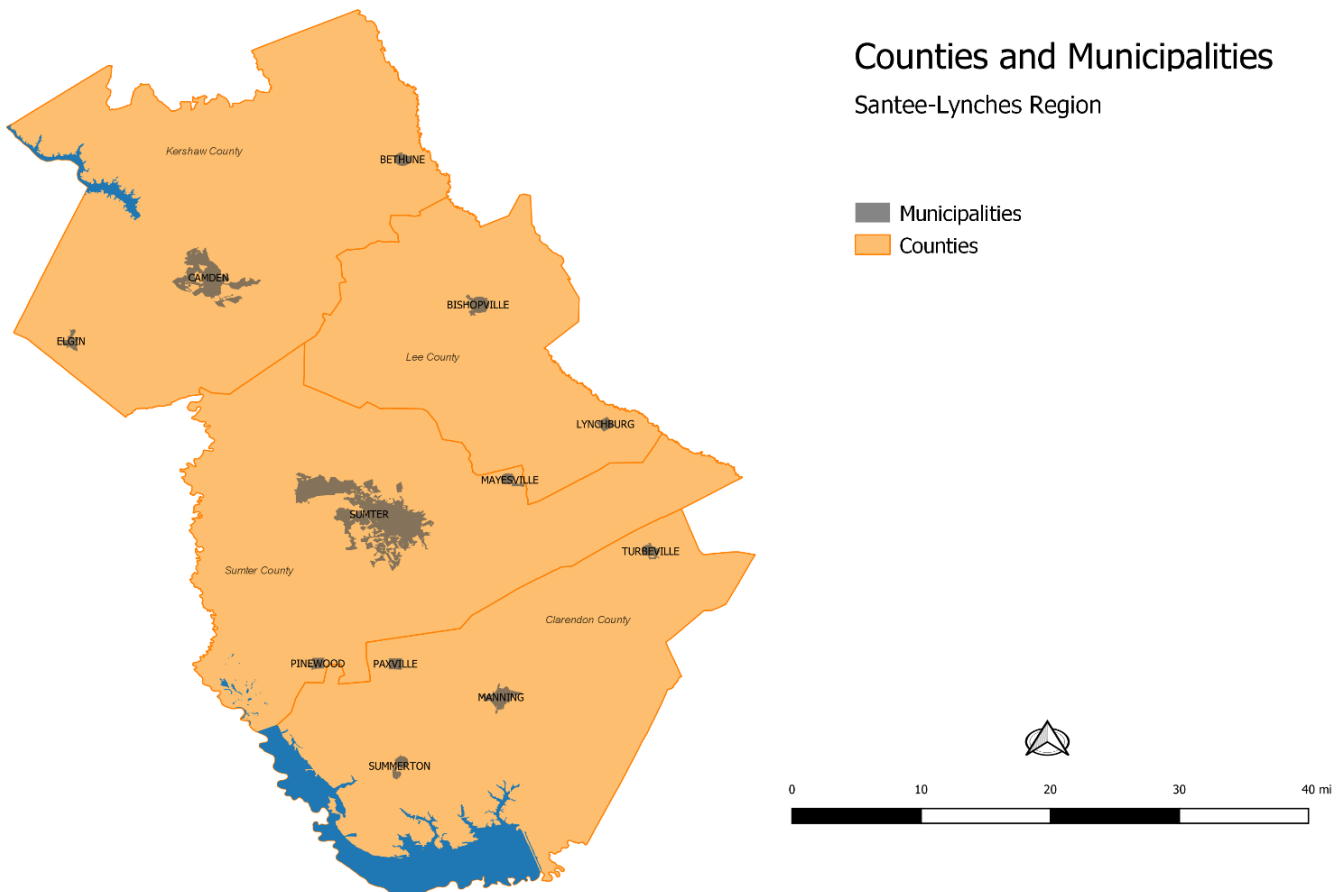 Counties and Municipalities
Santee-Lynches Region
Kershaw County
BETHUNE
Municipalities
Counties
CAMDEN
BISHOPVILLE
ELGIN
Lee County
LYNCHBURG
MAYESVILLE
SUMTER
TURBEVILLE
Sumter County
Clarendon County
PINEWOOD
PAXVILLE
MANNING
SUMMERTON
0 10 20 30 40 mi